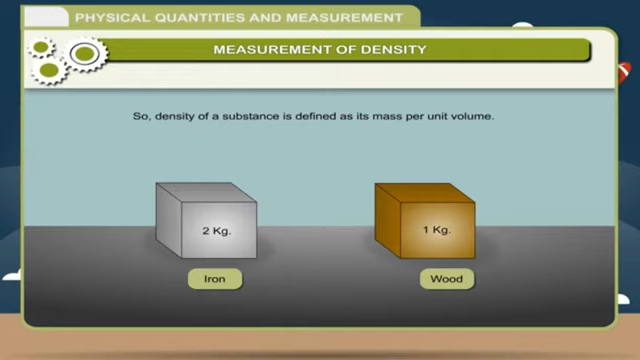 PHYSICAL QUANTITIES AND MEASUREMENT
MEASUREMENT OF DENSITY
So, density of a substance is defined as its mass per unit volume.
2 Kg.
1 Kg.
Iron
Wood